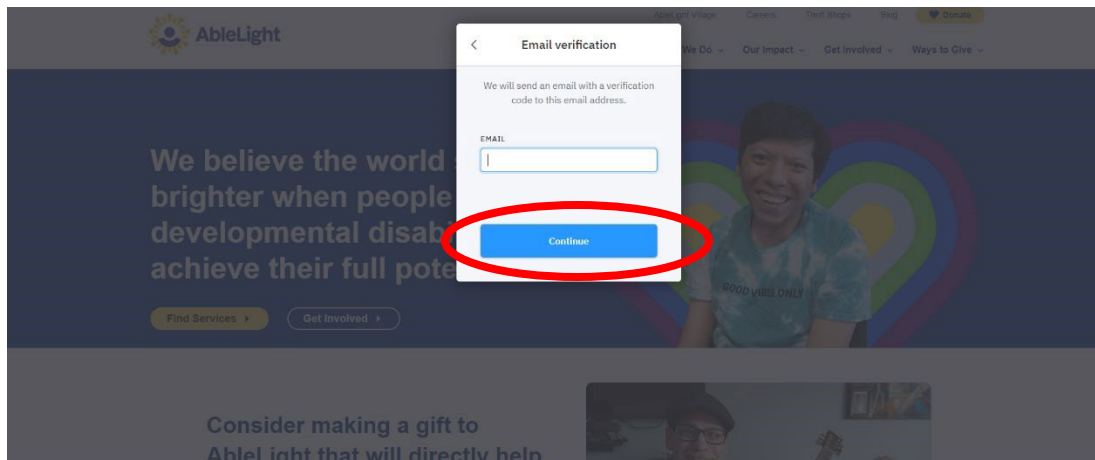 AbleLight Village Careers Thrift Shops Blog Donate
AbleLight
We Do Our Impact Get Involved Ways to Give
Email verification
We will send an email with a verification
code to this email address.
EMAIL
Continue
We believe the world
brighter when people
developmental disab
achieve their full pote
GOOD VIBES ONLY
Find Services Get Involved
Consider making a gift to
AbleLight that will directly help